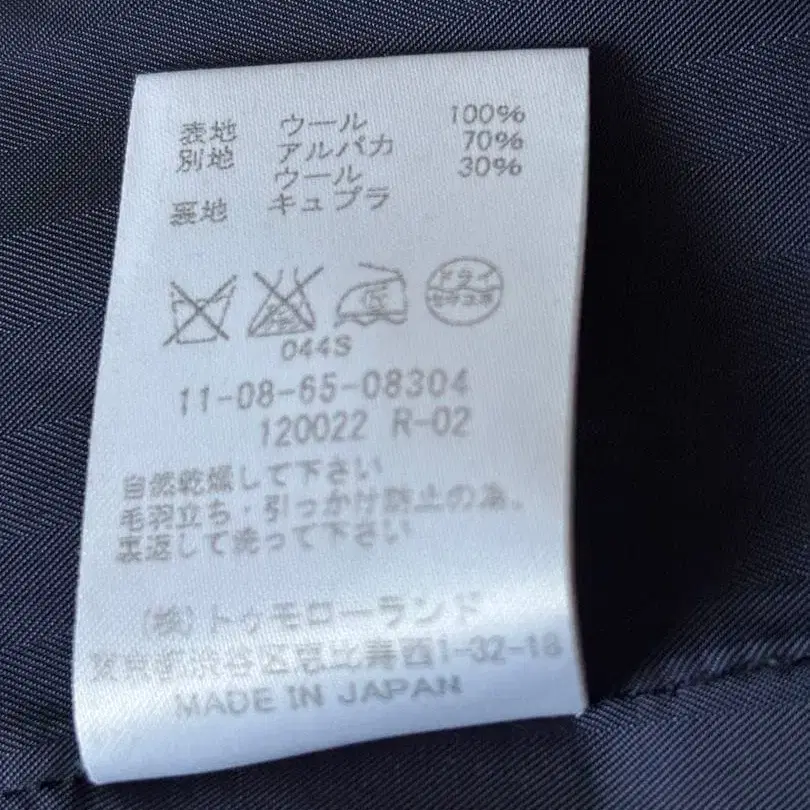 表地 ウール 100%
別地 アルパカ 70%
ウール 30%
裏地 キュプラ
中
ドライ
セキユ系
044S
11-08-65-08304
120022 R-02
自然乾燥して下さい
毛羽立ち・引っかけ防止の為、
裏返して洗って下さい
(株)トゥモローランド
東京都渋谷区恵比寿西1-32-18
MADE IN JAPAN